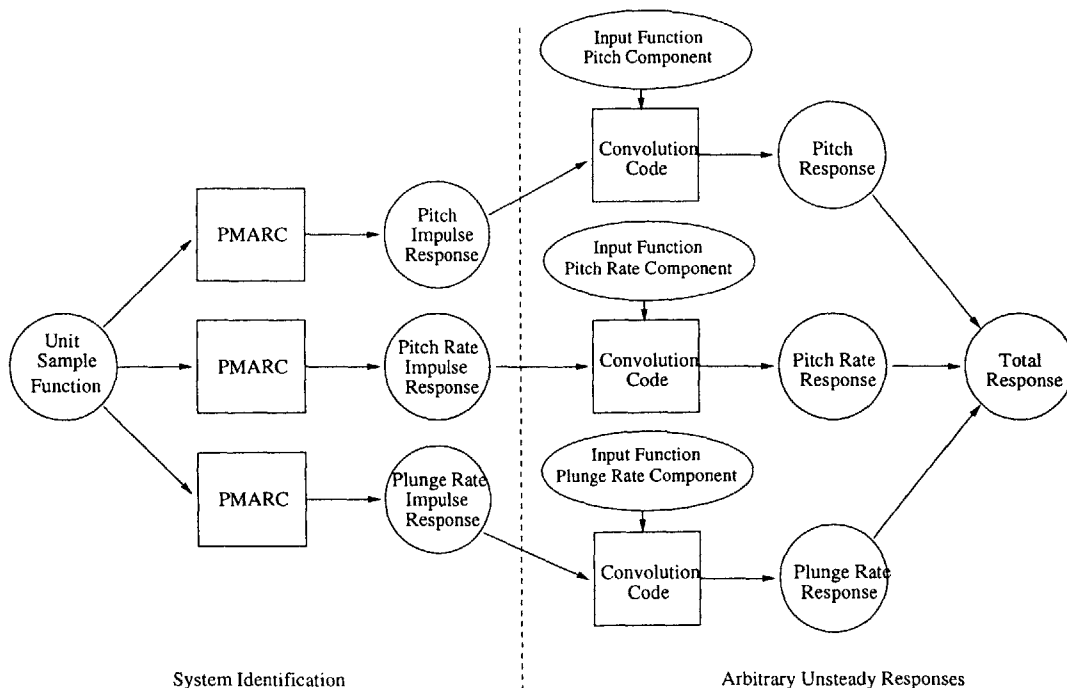 Input Function
Pitch Component
Convolution
Code
Pitch
Response
PMARC
Pitch
Impulse
Response
Input Function
Pitch Rate Component
Unit
Sample
Function
PMARC
Pitch Rate
Impulse
Response
Convolution
Code
Pitch Rate
Response
Total
Response
Input Function
Plunge Rate Component
PMARC
Plunge Rate
Impulse
Response
Convolution
Code
Plunge Rate
Response
System Identification
Arbitrary Unsteady Responses